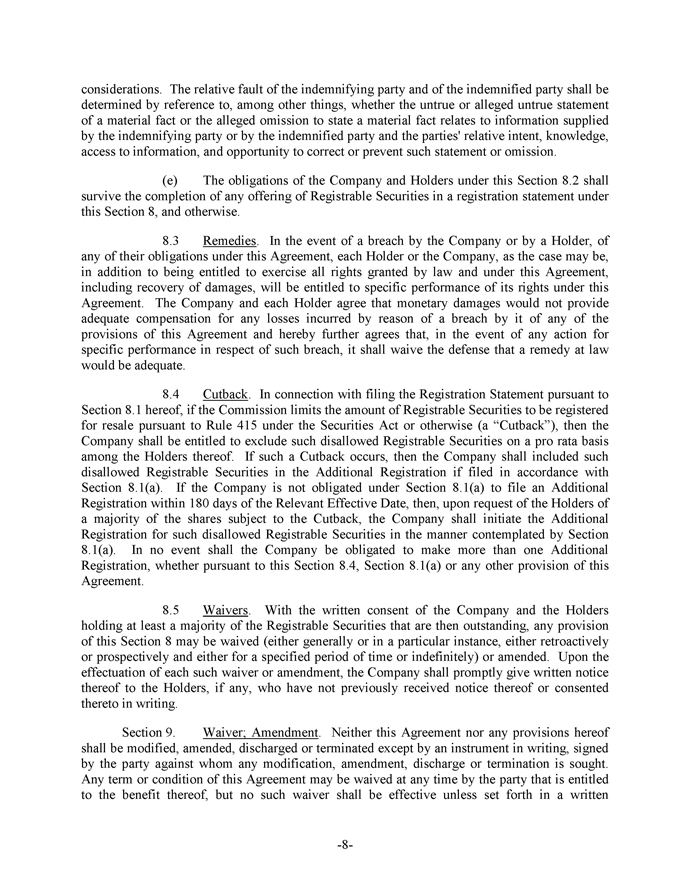 considerations. The relative fault of the indemnifying party and of the indemnified party shall be
determined by reference to, among other things, whether the untrue or alleged untrue statement
of a material fact or the alleged omission to state a material fact relates to information supplied
by the indemnifying party or by the indemnified party and the parties' relative intent, knowledge,
access to information, and opportunity to correct or prevent such statement or omission.
(e) The obligations of the Company and Holders under this Section 8.2 shall
survive the completion of any offering of Registrable Securities in a registration statement under
this Section 8, and otherwise.
8.3 Remedies. In the event of a breach by the Company or by a Holder, of
any of their obligations under this Agreement, each Holder or the Company, as the case may be,
in addition to being entitled to exercise all rights granted by law and under this Agreement,
including recovery of damages, will be entitled to specific performance of its rights under this
Agreement. The Company and each Holder agree that monetary damages would not provide
adequate compensation for any losses incurred by reason of a breach by it of any of the
provisions of this Agreement and hereby further agrees that, in the event of any action for
specific performance in respect of such breach, it shall waive the defense that a remedy at law
would be adequate.
8.4 Cutback. In connection with filing the Registration Statement pursuant to
Section 8.1 hereof, if the Commission limits the amount of Registrable Securities to be registered
for resale pursuant to Rule 415 under the Securities Act or otherwise (a “Cutback”), then the
Company shall be entitled to exclude such disallowed Registrable Securities on a pro rata basis
among the Holders thereof. If such a Cutback occurs, then the Company shall included such
disallowed Registrable Securities in the Additional Registration if filed in accordance with
Section 8.1(a). If the Company is not obligated under Section 8.1(a) to file an Additional
Registration within 180 days of the Relevant Effective Date, then, upon request of the Holders of
a majority of the shares subject to the Cutback, the Company shall initiate the Additional
Registration for such disallowed Registrable Securities in the manner contemplated by Section
8.1(a). In no event shall the Company be obligated to make more than one Additional
Registration, whether pursuant to this Section 8.4, Section 8.1(a) or any other provision of this
Agreement.
8.5 Waivers. With the written consent of the Company and the Holders
holding at least a majority of the Registrable Securities that are then outstanding, any provision
of this Section 8 may be waived (either generally or in a particular instance, either retroactively
or prospectively and either for a specified period of time or indefinitely) or amended. Upon the
effectuation of each such waiver or amendment, the Company shall promptly give written notice
thereof to the Holders, if any, who have not previously received notice thereof or consented
thereto in writing.
Section 9. Waiver; Amendment. Neither this Agreement nor any provisions hereof
shall be modified, amended, discharged or terminated except by an instrument in writing, signed
by the party against whom any modification, amendment, discharge or termination is sought.
Any term or condition of this Agreement may be waived at any time by the party that is entitled
to the benefit thereof, but no such waiver shall be effective unless set forth in a written
-8-